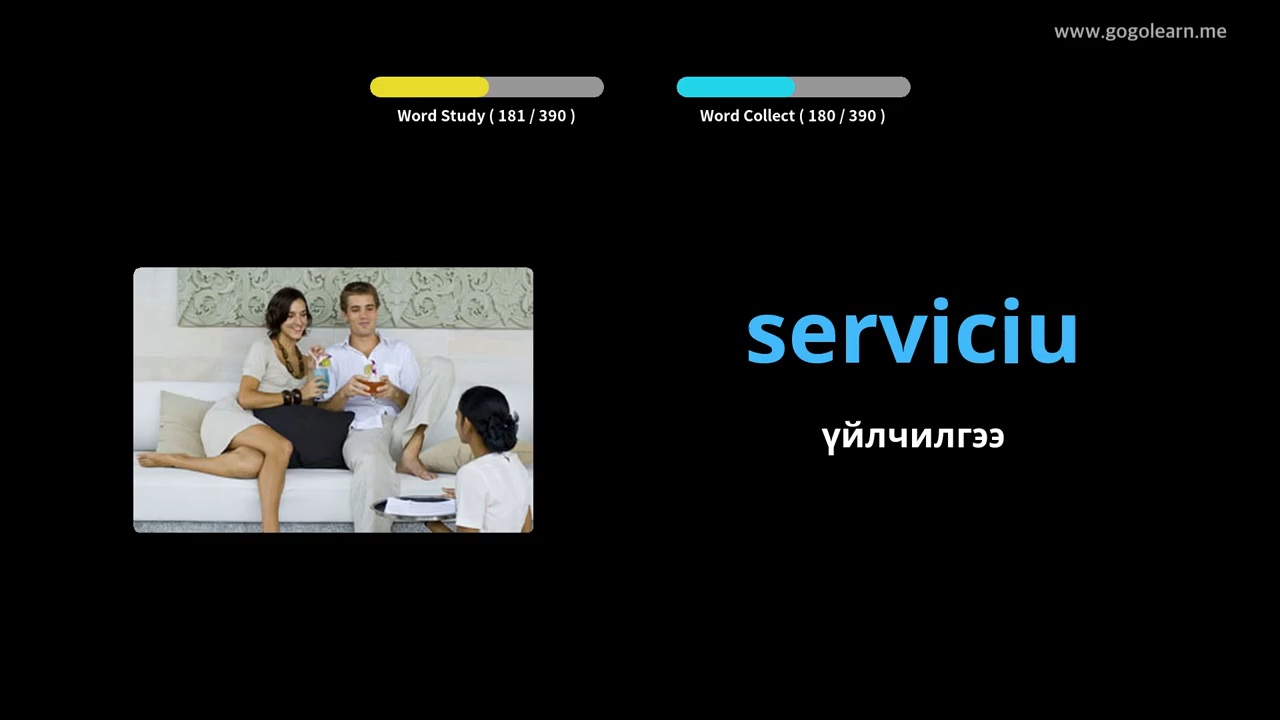 www.gogolearn.me
Word Study ( 181 / 390 )
Word Collect ( 180 / 390 )
serviciu
үйлчилгээ